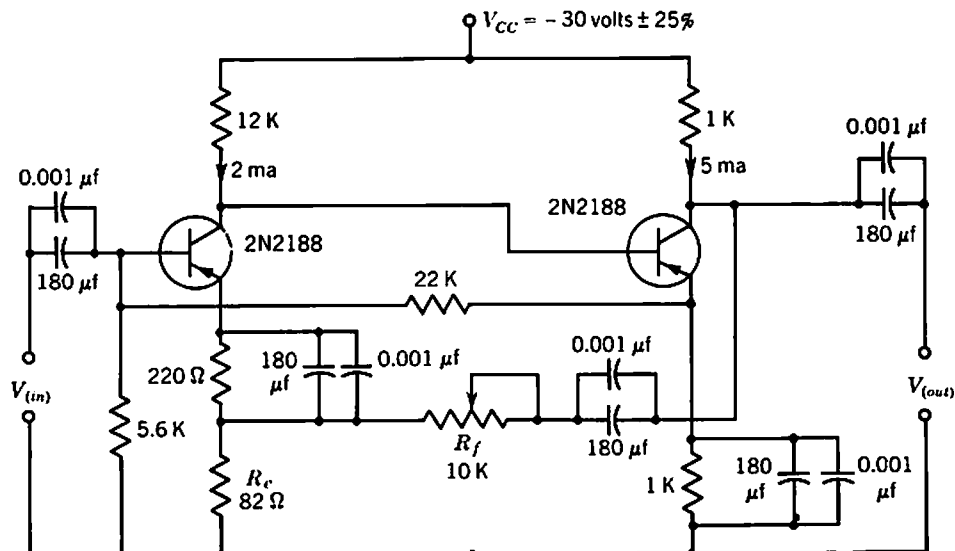 V_CC = − 30 volts ± 25%
12 K
1 K
0.001 µf
2 ma
5 ma
0.001 µf
2N2188
2N2188
180 µf
180 µf
22 K
0.001 µf
180 µf
0.001 µf
V(in)
220 Ω
V(out)
5.6 K
R_f
10 K
180 µf
R_e
82 Ω
1 K
180 µf
0.001 µf